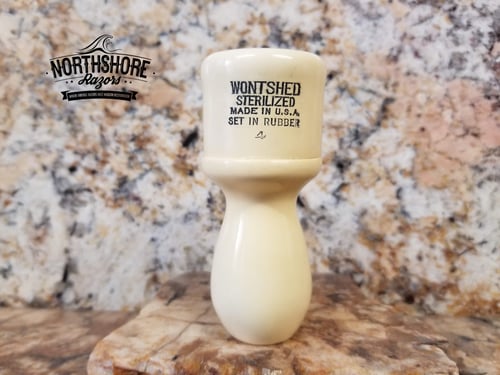 NORTHSHORE
Razors
WONTSHED
STERILIZED
MADE IN U.S.A.
SET IN RUBBER